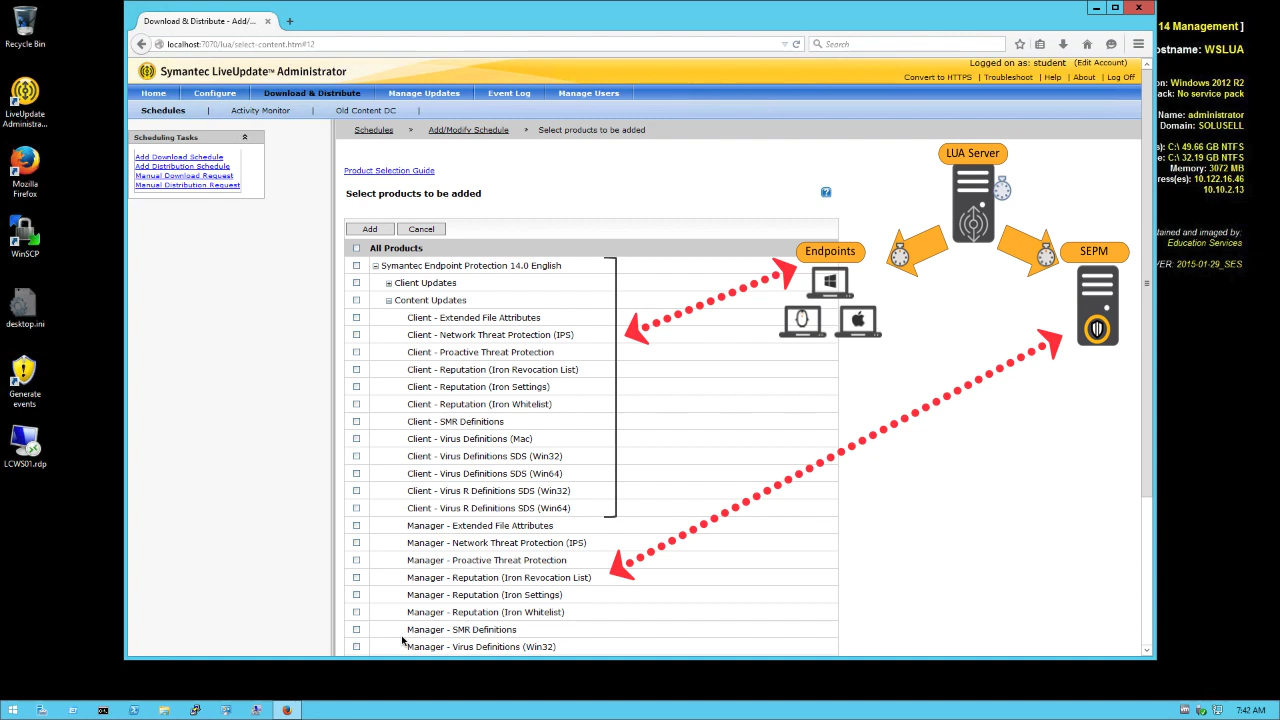 Recycle Bin
LiveUpdate
Administra...
Mozilla
Firefox
WinSCP
desktop.ini
Generate
events
LCWS01.rdp
Download & Distribute - Add/...
localhost:7070/lua/select-content.htm#12
Search
Symantec LiveUpdate™ Administrator
Logged on as: student (Edit Account)
Convert to HTTPS | Troubleshoot | Help | About | Log Off
Home Configure Download & Distribute Manage Updates Event Log Manage Users
Schedules | Activity Monitor | Old Content DC |
Scheduling Tasks
Add Download Schedule
Add Distribution Schedule
Manual Download Request
Manual Distribution Request
Schedules > Add/Modify Schedule > Select products to be added
Product Selection Guide
Select products to be added
Add Cancel
All Products
Symantec Endpoint Protection 14.0 English
Client Updates
Content Updates
Client - Extended File Attributes
Client - Network Threat Protection (IPS)
Client - Proactive Threat Protection
Client - Reputation (Iron Revocation List)
Client - Reputation (Iron Settings)
Client - Reputation (Iron Whitelist)
Client - SMR Definitions
Client - Virus Definitions (Mac)
Client - Virus Definitions SDS (Win32)
Client - Virus Definitions SDS (Win64)
Client - Virus R Definitions SDS (Win32)
Client - Virus R Definitions SDS (Win64)
Manager - Extended File Attributes
Manager - Network Threat Protection (IPS)
Manager - Proactive Threat Protection
Manager - Reputation (Iron Revocation List)
Manager - Reputation (Iron Settings)
Manager - Reputation (Iron Whitelist)
Manager - SMR Definitions
Manager - Virus Definitions (Win32)
LUA Server
Endpoints
SEPM
14 Management ]
ostname: WSLUA
ion: Windows 2012 R2
ack: No service pack
Name: administrator
Domain: SOLUSELL
s): C:\ 49.66 GB NTFS
ce: C:\ 32.19 GB NTFS
Memory: 3072 MB
ress(es): 10.122.16.46
10.10.2.13
tained and imaged by:
Education Services
VER: 2015-01-29_SES
7:42 AM